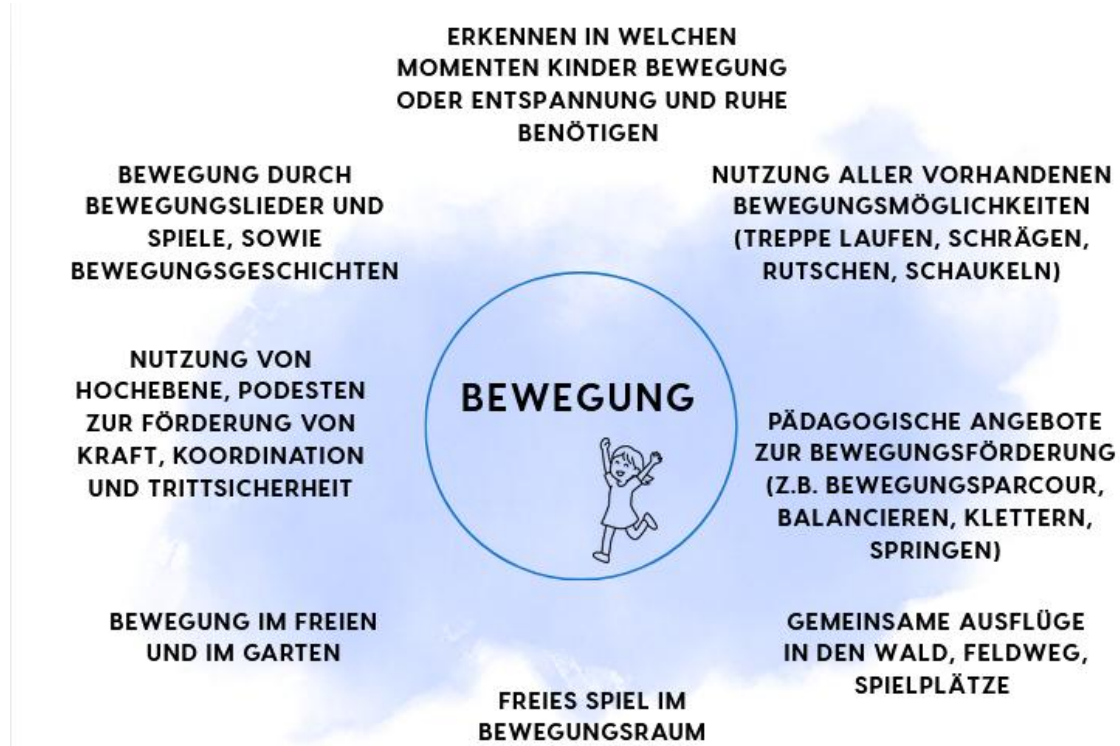 ERKENNEN IN WELCHEN
MOMENTEN KINDER BEWEGUNG
ODER ENTSPANNUNG UND RUHE
BENÖTIGEN
BEWEGUNG DURCH
BEWEGUNGSLIEDER UND
SPIELE, SOWIE
BEWEGUNGSGESCHICHTEN
NUTZUNG ALLER VORHANDENEN
BEWEGUNGSMÖGLICHKEITEN
(TREPPE LAUFEN, SCHRÄGEN,
RUTSCHEN, SCHAUKELN)
NUTZUNG VON
HOCHEBENE, PODESTEN
ZUR FÖRDERUNG VON
KRAFT, KOORDINATION
UND TRITTSICHERHEIT
BEWEGUNG
PÄDAGOGISCHE ANGEBOTE
ZUR BEWEGUNGSFÖRDERUNG
(Z.B. BEWEGUNGSPARCOUR,
BALANCIEREN, KLETTERN,
SPRINGEN)
BEWEGUNG IM FREIEN
UND IM GARTEN
GEMEINSAME AUSFLÜGE
IN DEN WALD, FELDWEG,
SPIELPLÄTZE
FREIES SPIEL IM
BEWEGUNGSRAUM